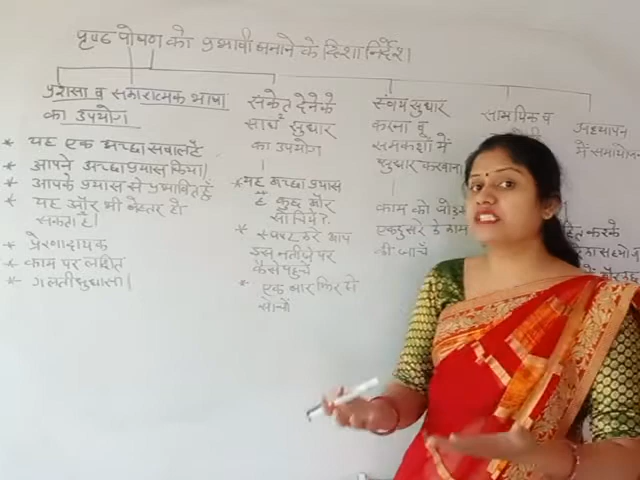 पृष्ठ पोषण को प्रभावी बनाने के दिशा निर्देश।
प्रशंसा व सकारात्मक भाषा
का उपयोग
* यह एक अच्छा सवाल है
* आपने अच्छा प्रयास किया।
* आपके प्रयास से प्रभावित हूँ
* यह और भी बेहतर हो
सकता है।
* प्रेरणादायक
* काम पर लक्षित
* गलती सुधारना।
संकेत देने के
साथ सुधार
का उपयोग
* यह अच्छा प्रयास
है कुछ और
सोचिये?
* स्पष्ट करे आप
इस नतीजे पर
कैसे पहुचें
* एक बार फिर से
सोचों
स्वंय सुधार
करना व
समकक्षों में
सुधार करवाना
काम को जोड़ना
एक दुसरे के काम
की जाचँ
सामयिक व
अध्यापन
में समायोजन
करके